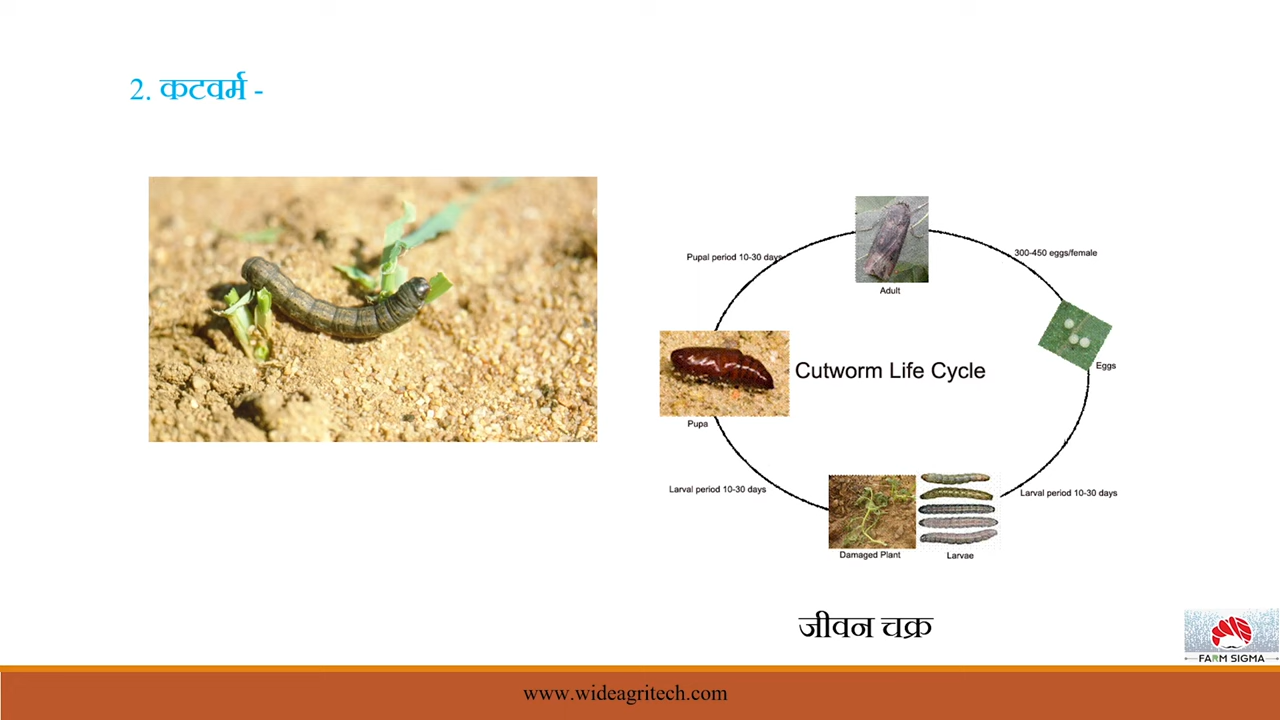 2. कटवर्म -
Pupal period 10-30 days
300-450 eggs/female
Adult
Eggs
Cutworm Life Cycle
Pupa
Larval period 10-30 days
Larval period 10-30 days
Damaged Plant
Larvae
जीवन चक्र
FARM SIGMA
www.wideagritech.com